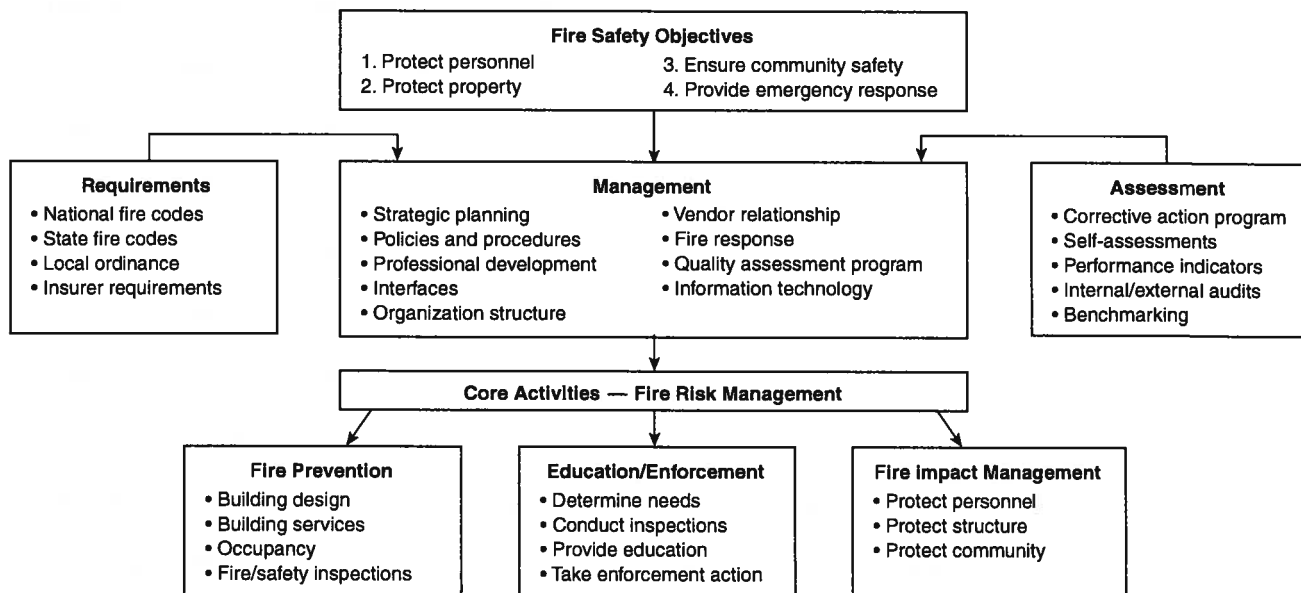 Fire Safety Objectives
1. Protect personnel
2. Protect property
3. Ensure community safety
4. Provide emergency response
Requirements
• National fire codes
• State fire codes
• Local ordinance
• Insurer requirements
Management
• Strategic planning
• Policies and procedures
• Professional development
• Interfaces
• Organization structure
• Vendor relationship
• Fire response
• Quality assessment program
• Information technology
Assessment
• Corrective action program
• Self-assessments
• Performance indicators
• Internal/external audits
• Benchmarking
Core Activities — Fire Risk Management
Fire Prevention
• Building design
• Building services
• Occupancy
• Fire/safety inspections
Education/Enforcement
• Determine needs
• Conduct inspections
• Provide education
• Take enforcement action
Fire impact Management
• Protect personnel
• Protect structure
• Protect community